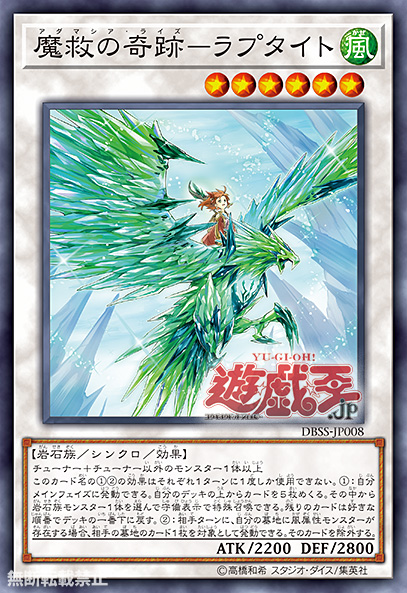 アダマシア・ライズ
魔救の奇跡－ラプタイト
かぜ
風
YU-GI-OH!
遊戯王.jp
DBSS-JP008
【岩石族／シンクロ／効果】
チューナー＋チューナー以外のモンスター1体以上
このカード名の①②の効果はそれぞれ1ターンに1度しか使用できない。①：自分
メインフェイズに発動できる。自分のデッキの上からカードを5枚めくる。その中から
岩石族モンスター1体を選んで守備表示で特殊召喚できる。残りのカードは好きな
順番でデッキの一番下に戻す。②：相手ターンに、自分の墓地に風属性モンスターが
存在する場合、相手の墓地のカード1枚を対象として発動できる。そのカードを除外する。
ATK/2200 DEF/2800
無断転載禁止
©高橋和希 スタジオ・ダイス/集英社